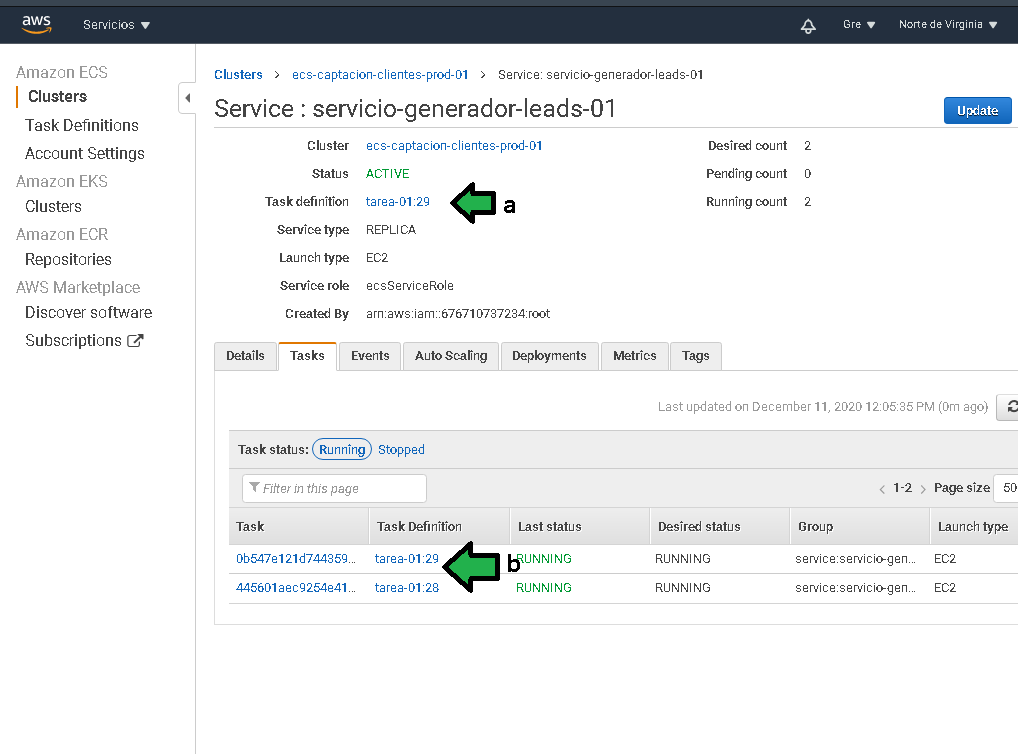 aws Servicios Gre Norte de Virginia
Amazon ECS
Clusters
Task Definitions
Account Settings
Amazon EKS
Clusters
Amazon ECR
Repositories
AWS Marketplace
Discover software
Subscriptions
Clusters > ecs-captacion-clientes-prod-01 > Service: servicio-generador-leads-01
Service : servicio-generador-leads-01
Update
Cluster ecs-captacion-clientes-prod-01
Status ACTIVE
Task definition tarea-01:29 a
Service type REPLICA
Launch type EC2
Service role ecsServiceRole
Created By arn:aws:iam::676710737234:root
Desired count 2
Pending count 0
Running count 2
Details Tasks Events Auto Scaling Deployments Metrics Tags
Last updated on December 11, 2020 12:05:35 PM (0m ago)
Task status: Running Stopped
Filter in this page < 1-2 > Page size 50
Task Task Definition Last status Desired status Group Launch type
0b547e121d744359... tarea-01:29 b RUNNING RUNNING service:servicio-gen... EC2
445601aec9254e41... tarea-01:28 RUNNING RUNNING service:servicio-gen... EC2